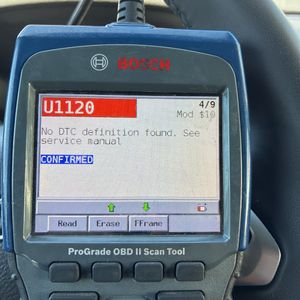 BOSCH
U1120
4/9
Mod $10
No DTC definition found. See
service manual
CONFIRMED
Read Erase FFrame
ProGrade OBD II Scan Tool